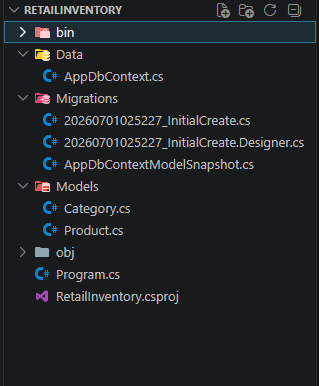 RETAILINVENTORY
bin
Data
C# AppDbContext.cs
Migrations
C# 20260701025227_InitialCreate.cs
C# 20260701025227_InitialCreate.Designer.cs
C# AppDbContextModelSnapshot.cs
Models
C# Category.cs
C# Product.cs
obj
C# Program.cs
RetailInventory.csproj